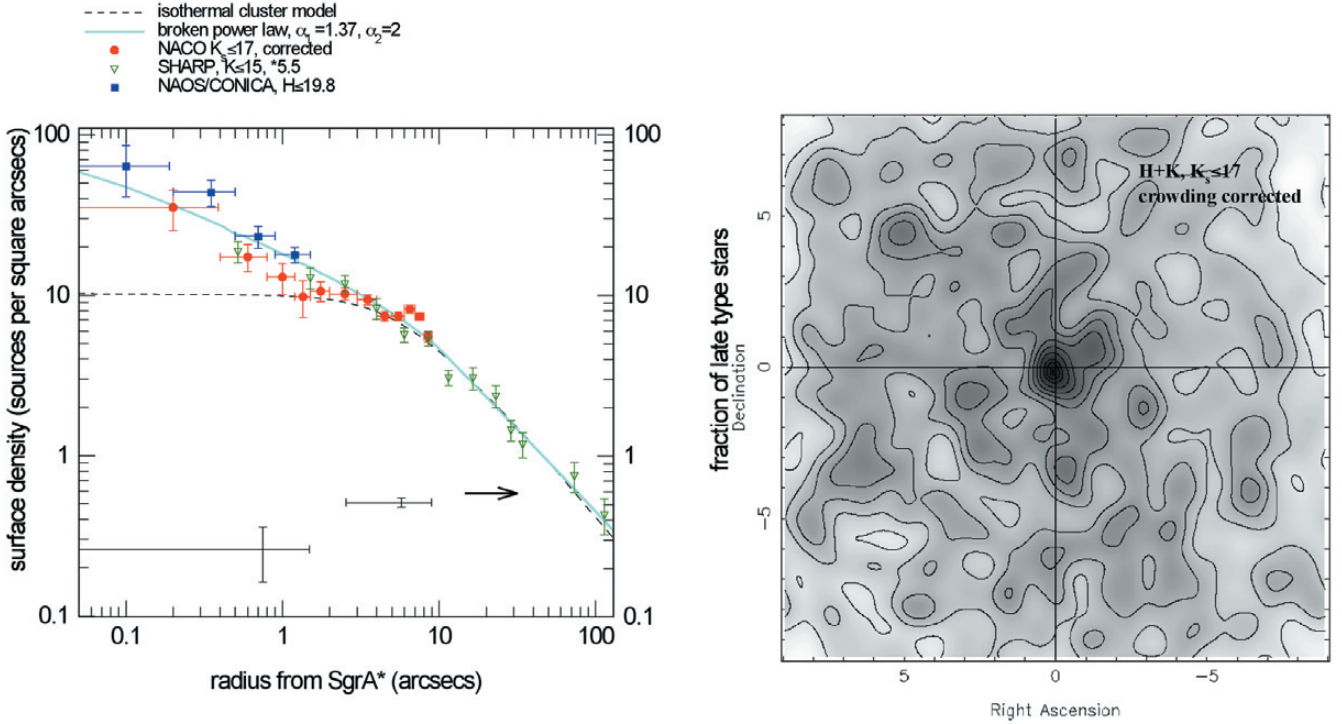 isothermal cluster model
broken power law, α₁=1.37, α₂=2
NACO Kₛ≤17, corrected
SHARP, K≤15, *5.5
NAOS/CONICA, H≤19.8
surface density (sources per square arcsecs)
100
10
1
0.1
0.1
1
10
100
radius from SgrA* (arcsecs)
100
10
1
0.1
fraction of late type stars
H+K, Kₛ≤17
crowding corrected
Declination
5
0
−5
5
0
−5
Right Ascension